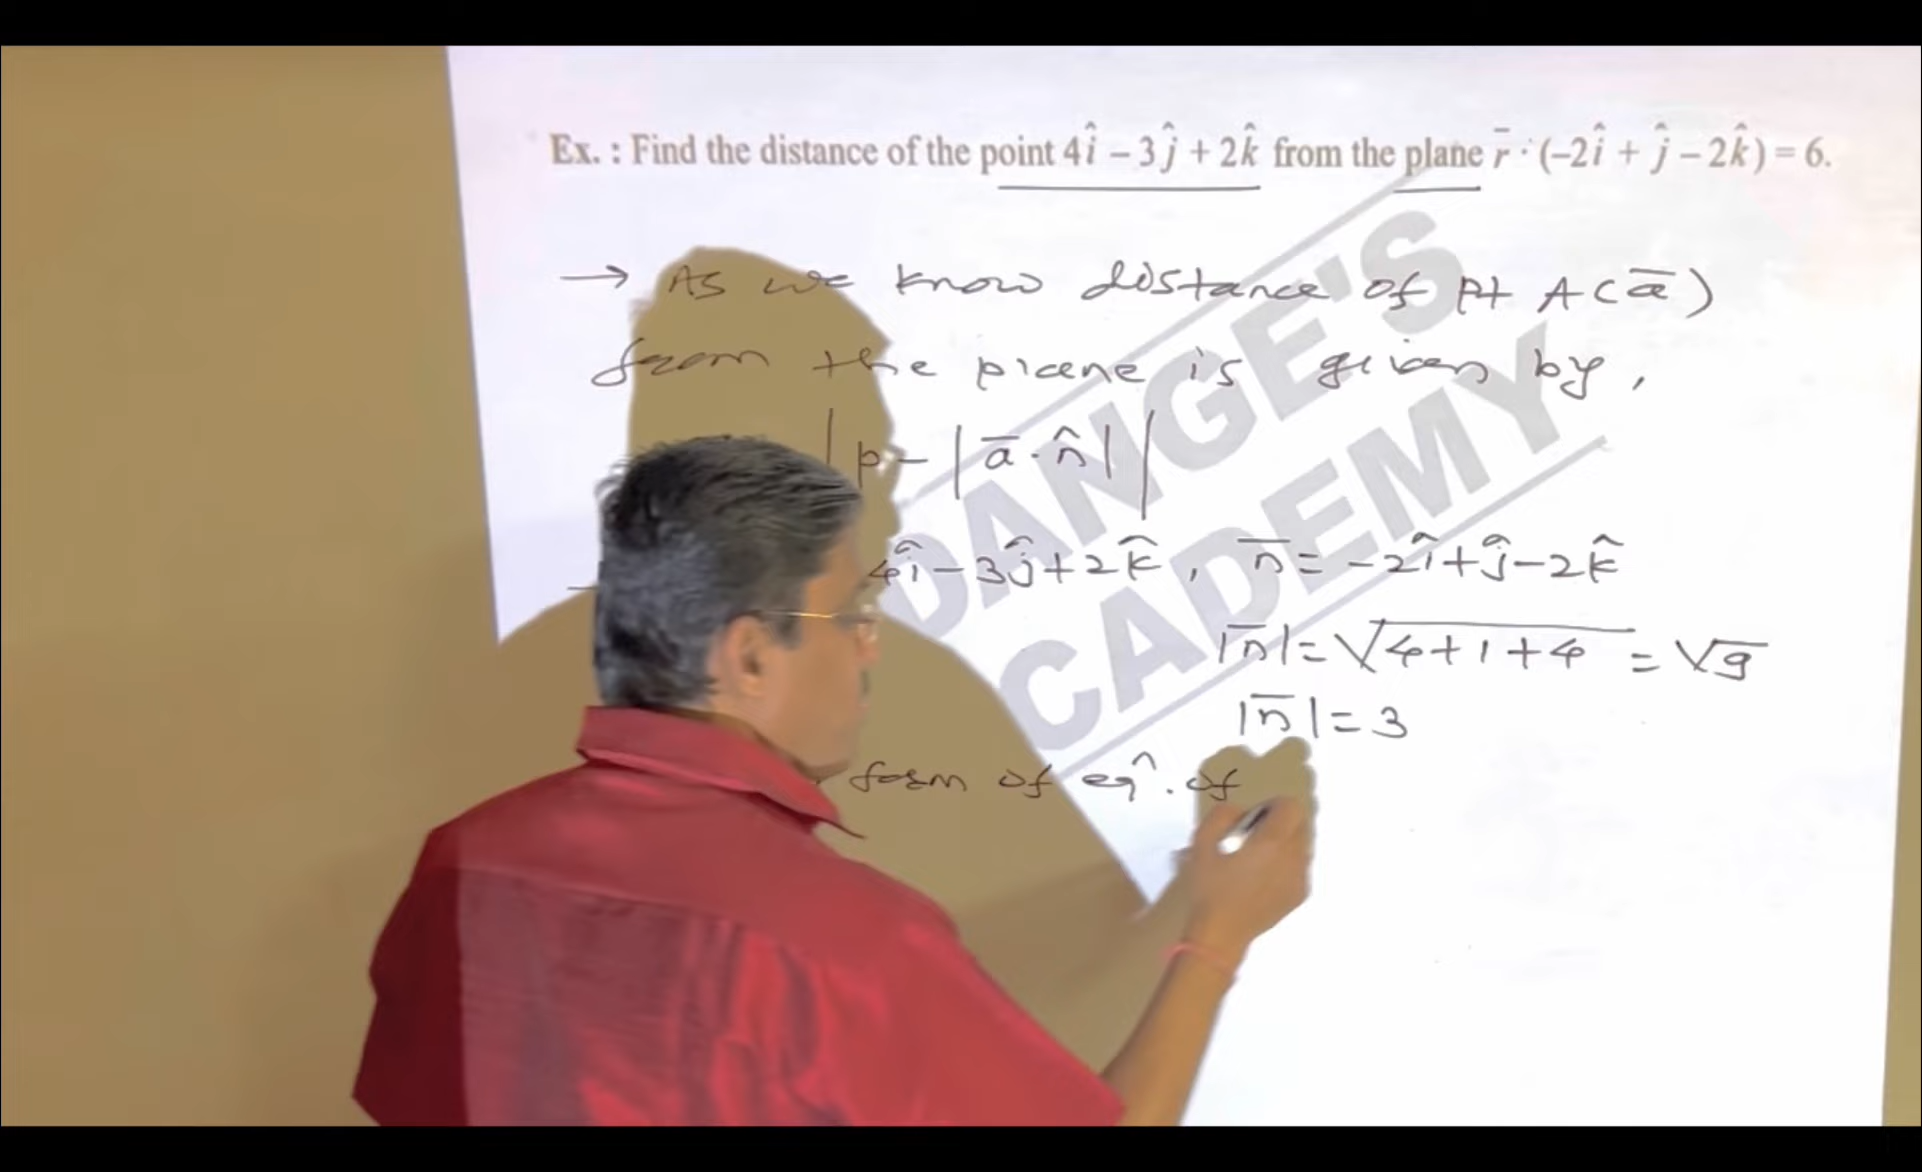 Ex. : Find the distance of the point 4î − 3ĵ + 2k̂ from the plane r̄ · (−2î + ĵ − 2k̂) = 6.
→ As we know distance of pt A(ā)
from the plane is given by,
|p − |ā · n̂||
4î − 3ĵ + 2k̂, n̄ = −2î + ĵ − 2k̂
|n̄| = √4+1+4 = √9
|n̄| = 3
form of eqn. of
DANGE'S
ACADEMY